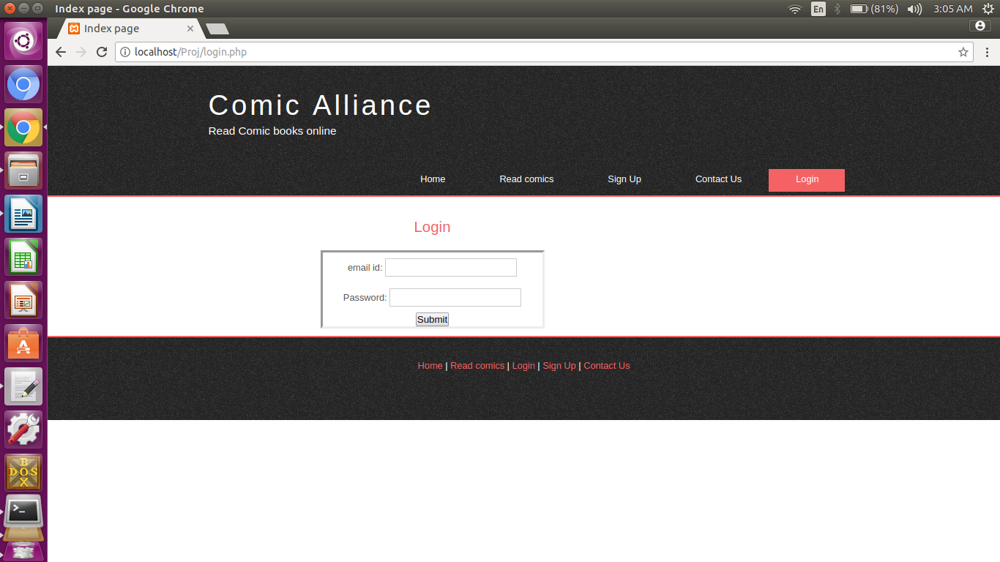 Index page - Google Chrome
En
(81%)
3:05 AM
Index page
localhost/Proj/login.php
Comic Alliance
Read Comic books online
Home Read comics Sign Up Contact Us Login
Login
email id:
Password:
Submit
Home | Read comics | Login | Sign Up | Contact Us
A
B
DOS
X
>_